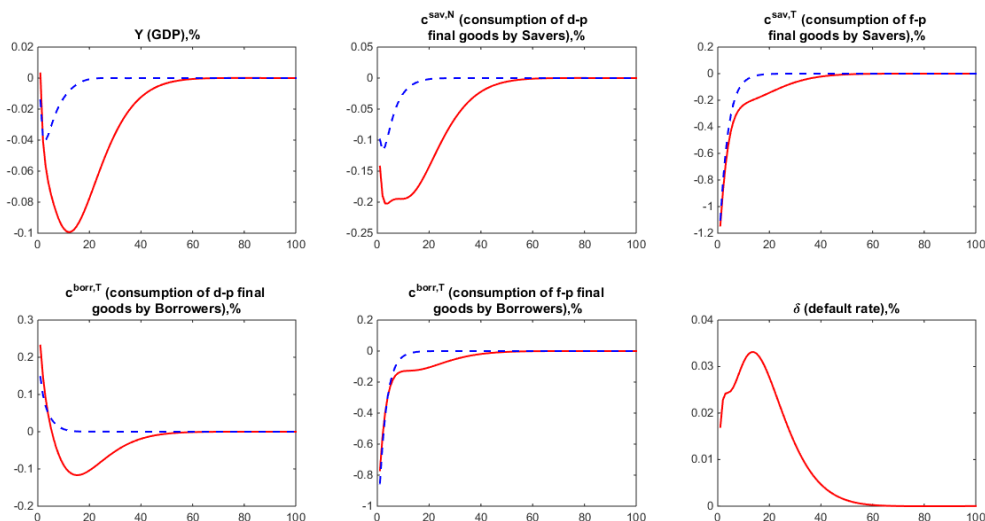 Y (GDP),%
0.02
0
-0.02
-0.04
-0.06
-0.08
-0.1
0 20 40 60 80 100
c^sav,N (consumption of d-p
final goods by Savers),%
0.05
0
-0.05
-0.1
-0.15
-0.2
-0.25
0 20 40 60 80 100
c^sav,T (consumption of f-p
final goods by Savers),%
0.2
0
-0.2
-0.4
-0.6
-0.8
-1
-1.2
0 20 40 60 80 100
c^borr,T (consumption of d-p final
goods by Borrowers),%
0.3
0.2
0.1
0
-0.1
-0.2
0 20 40 60 80 100
c^borr,T (consumption of f-p final
goods by Borrowers),%
0.2
0
-0.2
-0.4
-0.6
-0.8
-1
0 20 40 60 80 100
δ (default rate),%
0.04
0.03
0.02
0.01
0
0 20 40 60 80 100